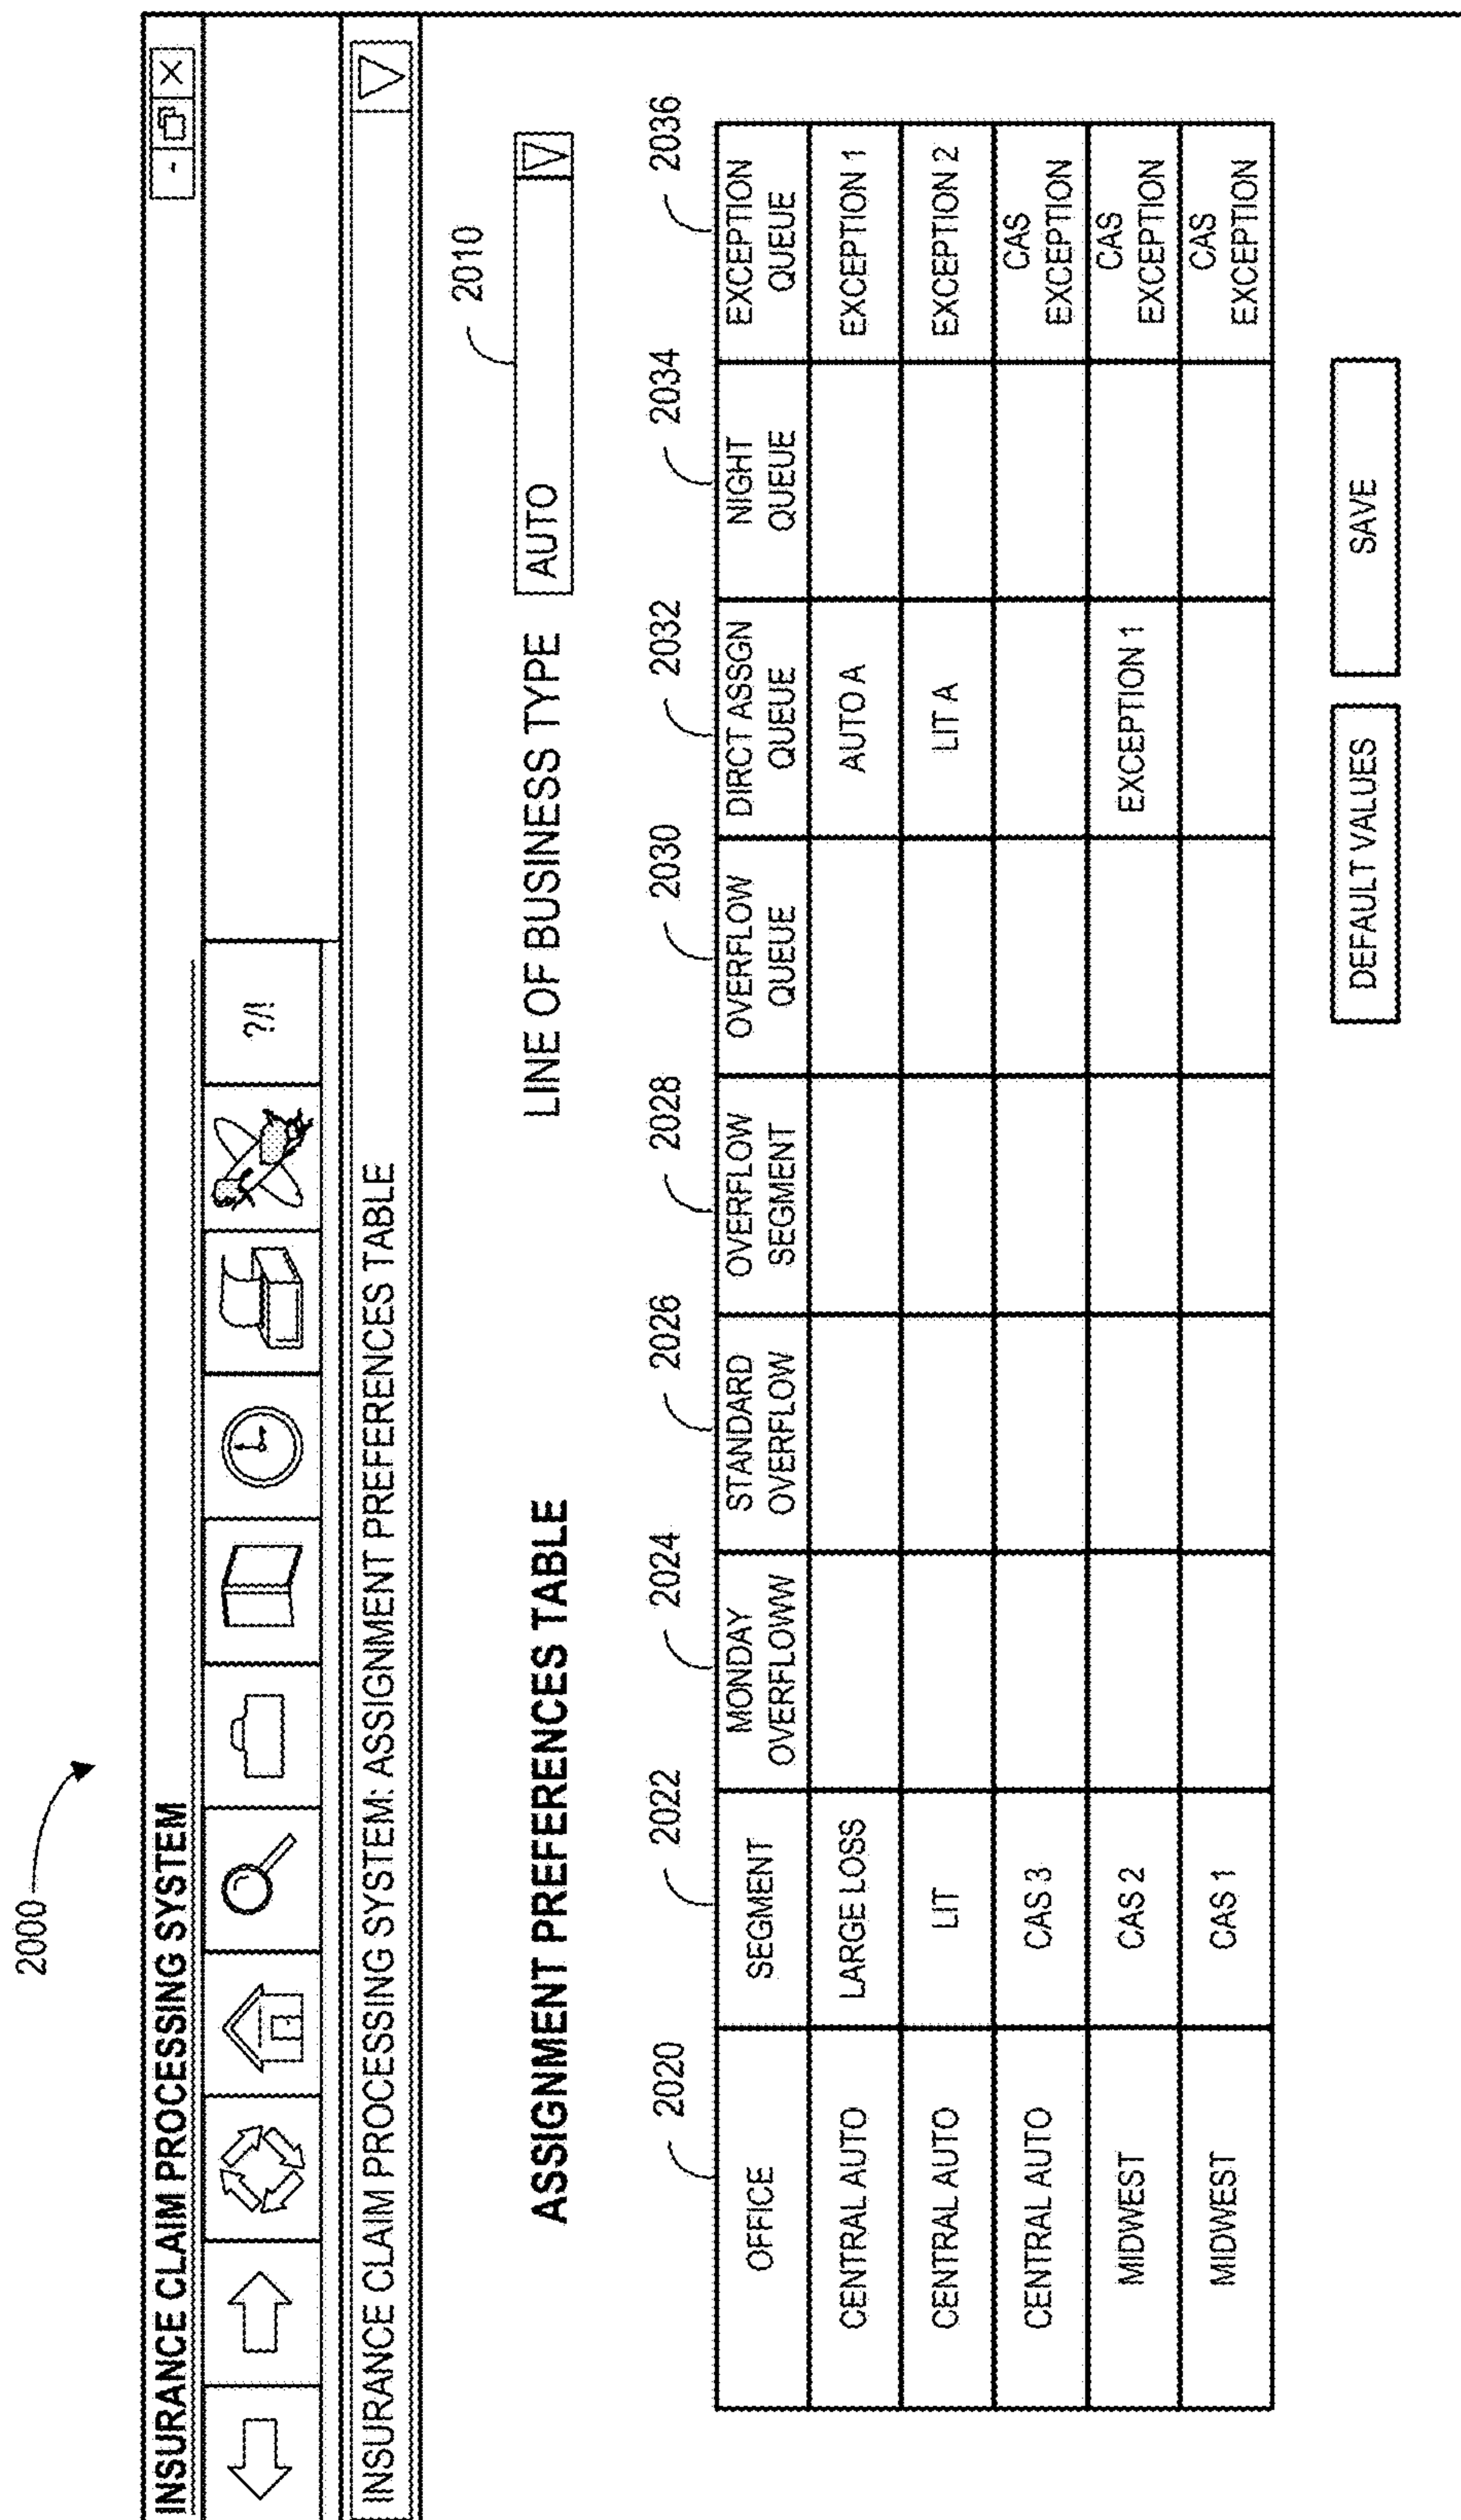 2000
INSURANCE CLAIM PROCESSING SYSTEM
- X
?/!
INSURANCE CLAIM PROCESSING SYSTEM: ASSIGNMENT PREFERENCES TABLE
2010
ASSIGNMENT PREFERENCES TABLE LINE OF BUSINESS TYPE AUTO
2020 2022 2024 2026 2028 2030 2032 2034 2036
OFFICE SEGMENT MONDAY OVERFLOWW STANDARD OVERFLOW OVERFLOW SEGMENT OVERFLOW QUEUE DIRCT ASSGN QUEUE NIGHT QUEUE EXCEPTION QUEUE
CENTRAL AUTO LARGE LOSS AUTO A EXCEPTION 1
CENTRAL AUTO LIT LIT A EXCEPTION 2
CENTRAL AUTO CAS 3 CAS EXCEPTION
MIDWEST CAS 2 EXCEPTION 1 CAS EXCEPTION
MIDWEST CAS 1 CAS EXCEPTION
DEFAULT VALUES SAVE